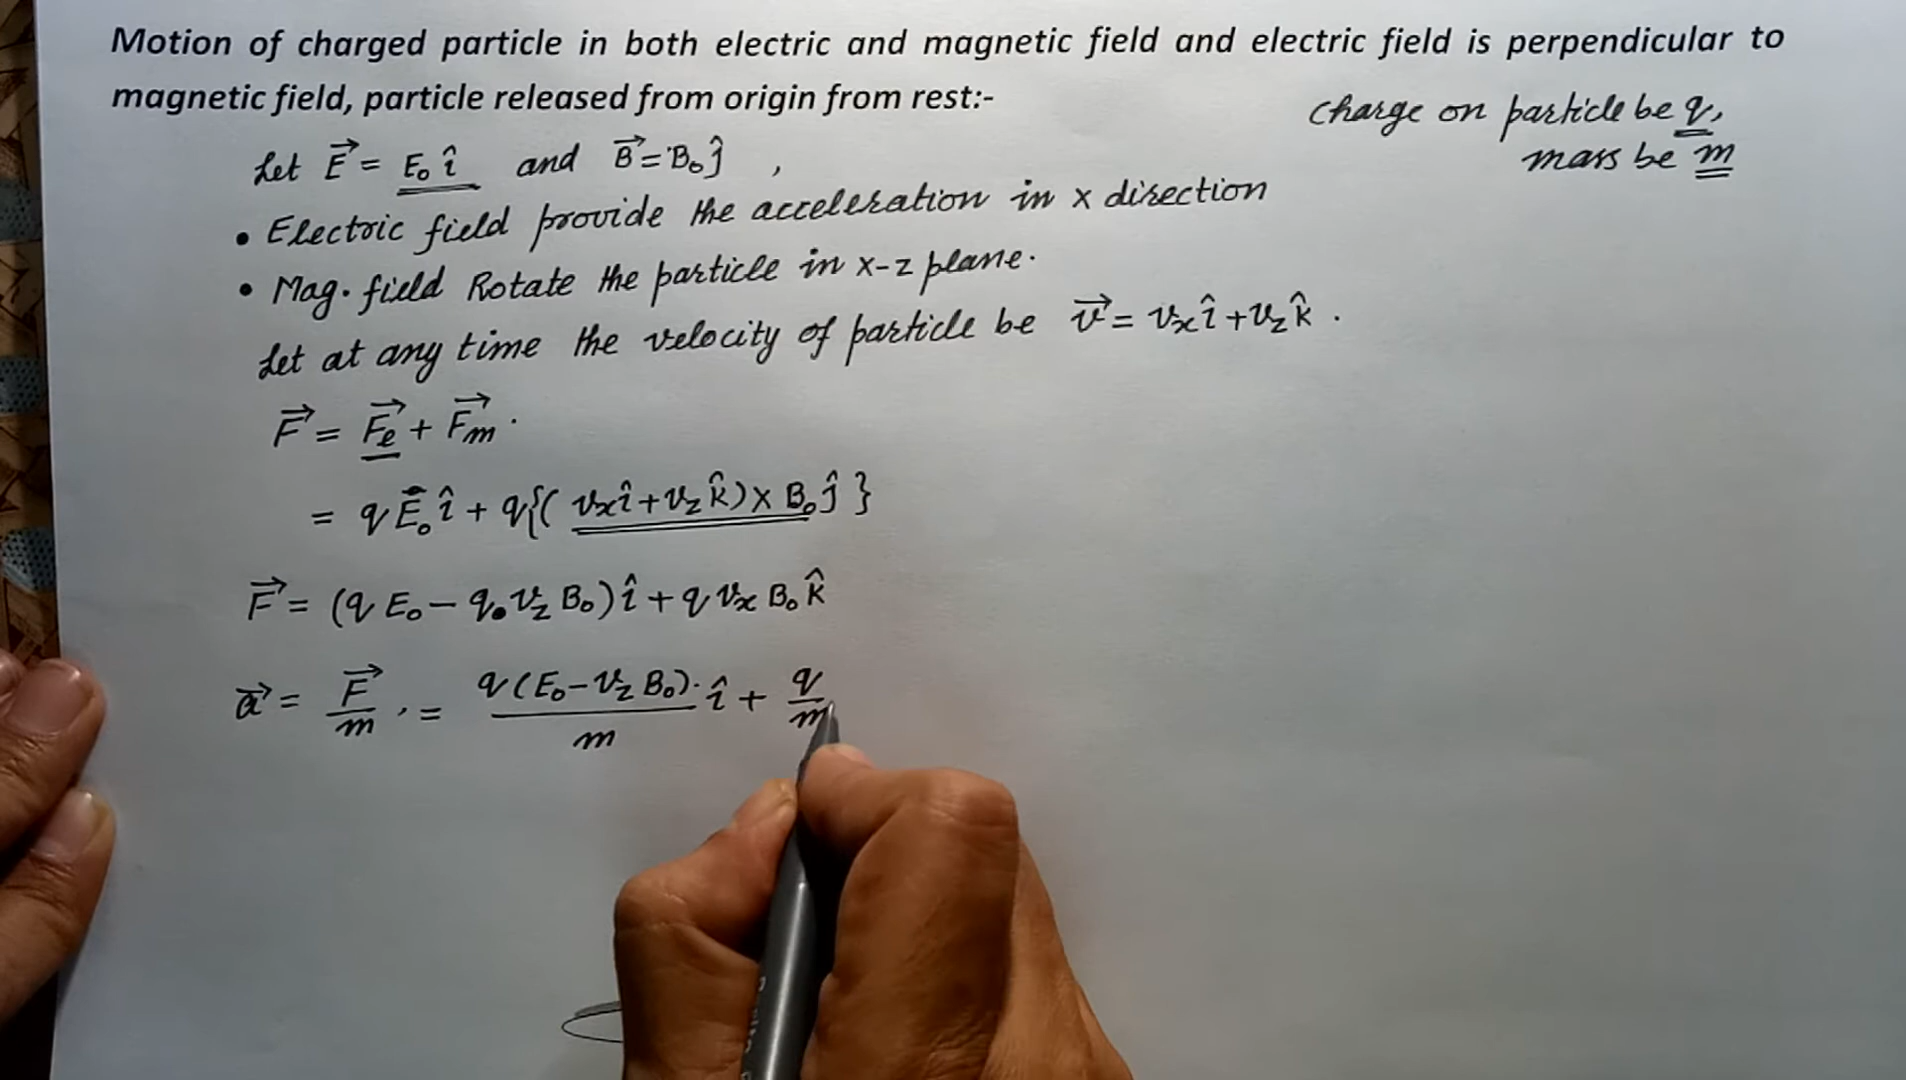 Motion of charged particle in both electric and magnetic field and electric field is perpendicular to
magnetic field, particle released from origin from rest:-
charge on particle be q,
mass be m
Let E⃗ = E₀ î and B⃗ = B₀ ĵ ,
• Electric field provide the acceleration in x direction
• Mag. field Rotate the particle in x-z plane.
Let at any time the velocity of particle be v⃗ = vₓ î + v_z k̂ .
F⃗ = F⃗e + F⃗m .
= q E₀ î + q{( vₓ î + v_z k̂ ) × B₀ ĵ }
F⃗ = (q E₀ − q v_z B₀) î + q vₓ B₀ k̂
a⃗ = F⃗/m , = q(E₀ − v_z B₀)/m . î + q/m